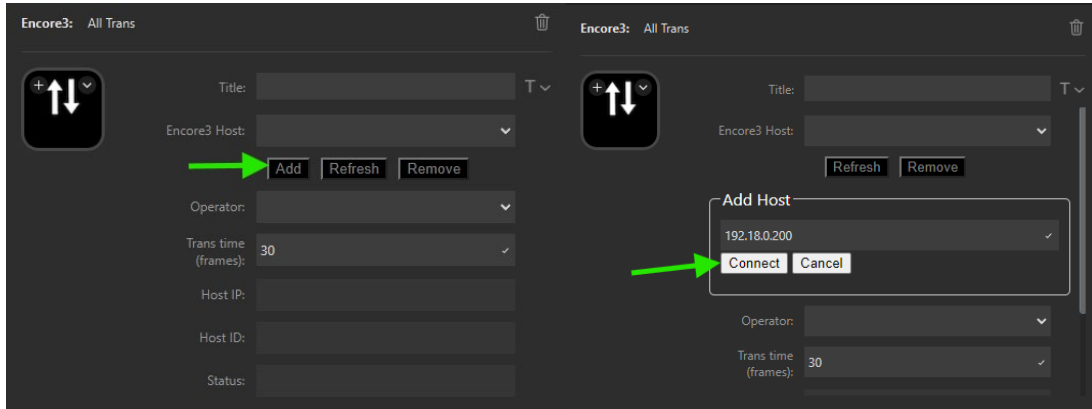 Encore3: All Trans
Title:
T
Encore3 Host:
Add Refresh Remove
Operator:
Trans time
(frames):
30
Host IP:
Host ID:
Status:
Encore3: All Trans
Title:
T
Encore3 Host:
Refresh Remove
Add Host
192.18.0.200
Connect Cancel
Operator:
Trans time
(frames):
30